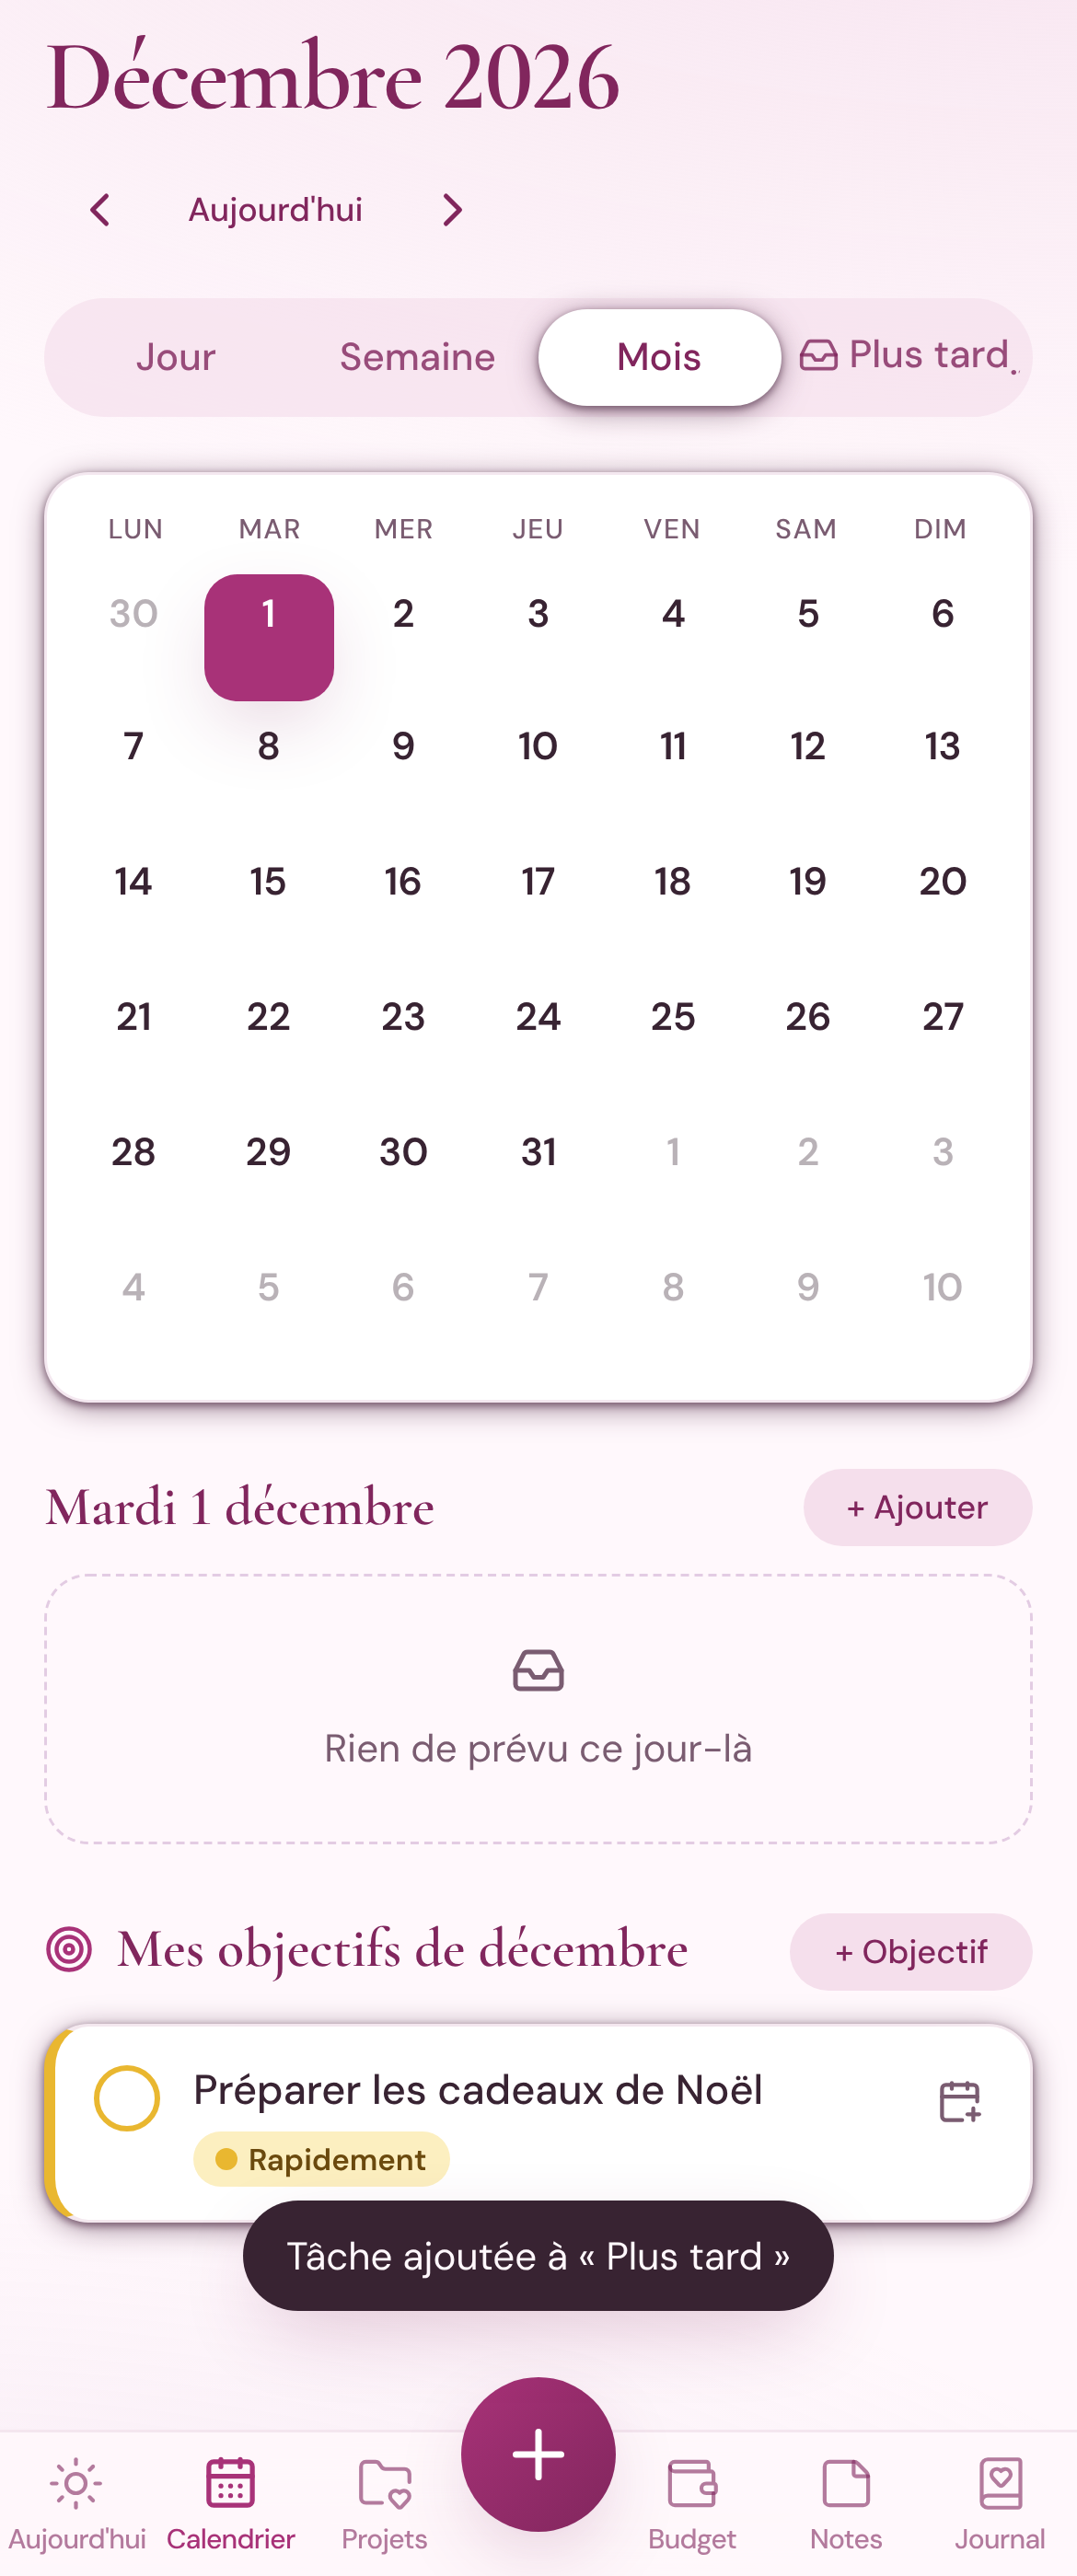 Décembre 2026
Aujourd'hui
Jour Semaine Mois Plus tard
LUN MAR MER JEU VEN SAM DIM
30 1 2 3 4 5 6
7 8 9 10 11 12 13
14 15 16 17 18 19 20
21 22 23 24 25 26 27
28 29 30 31 1 2 3
4 5 6 7 8 9 10
Mardi 1 décembre + Ajouter
Rien de prévu ce jour-là
Mes objectifs de décembre + Objectif
Préparer les cadeaux de Noël
Rapidement
Tâche ajoutée à « Plus tard »
Aujourd'hui Calendrier Projets Budget Notes Journal